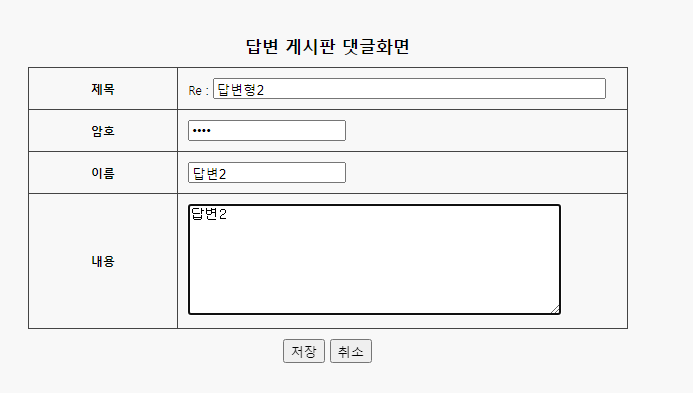 답변 게시판 댓글화면
제목 Re : 답변형2
암호 ••••
이름 답변2
내용 답변2
저장 취소